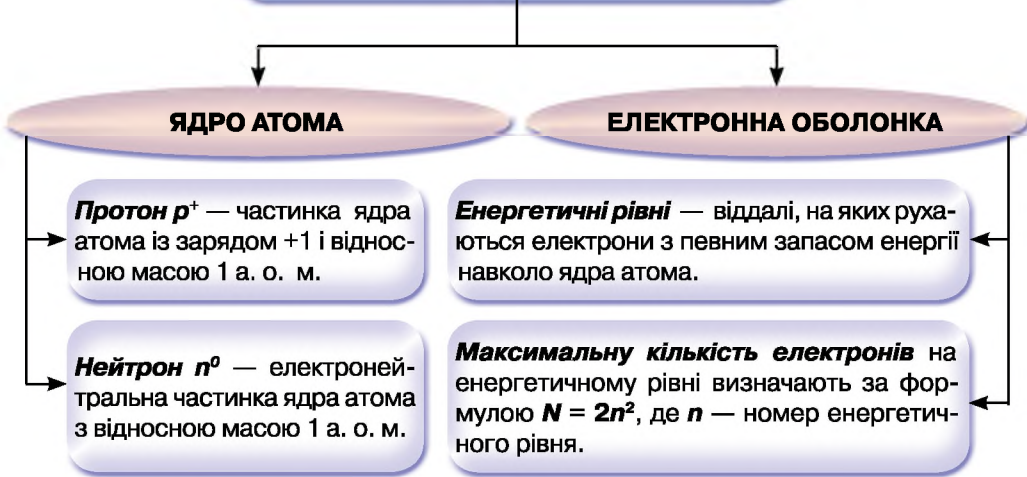 ЯДРО АТОМА
ЕЛЕКТРОННА ОБОЛОНКА
Протон p⁺ — частинка ядра
атома із зарядом +1 і віднос-
ною масою 1 а. о. м.
Нейтрон n⁰ — електроней-
тральна частинка ядра атома
з відносною масою 1 а. о. м.
Енергетичні рівні — віддалі, на яких руха-
ються електрони з певним запасом енергії
навколо ядра атома.
Максимальну кількість електронів на
енергетичному рівні визначають за фор-
мулою N = 2n², де n — номер енергетич-
ного рівня.